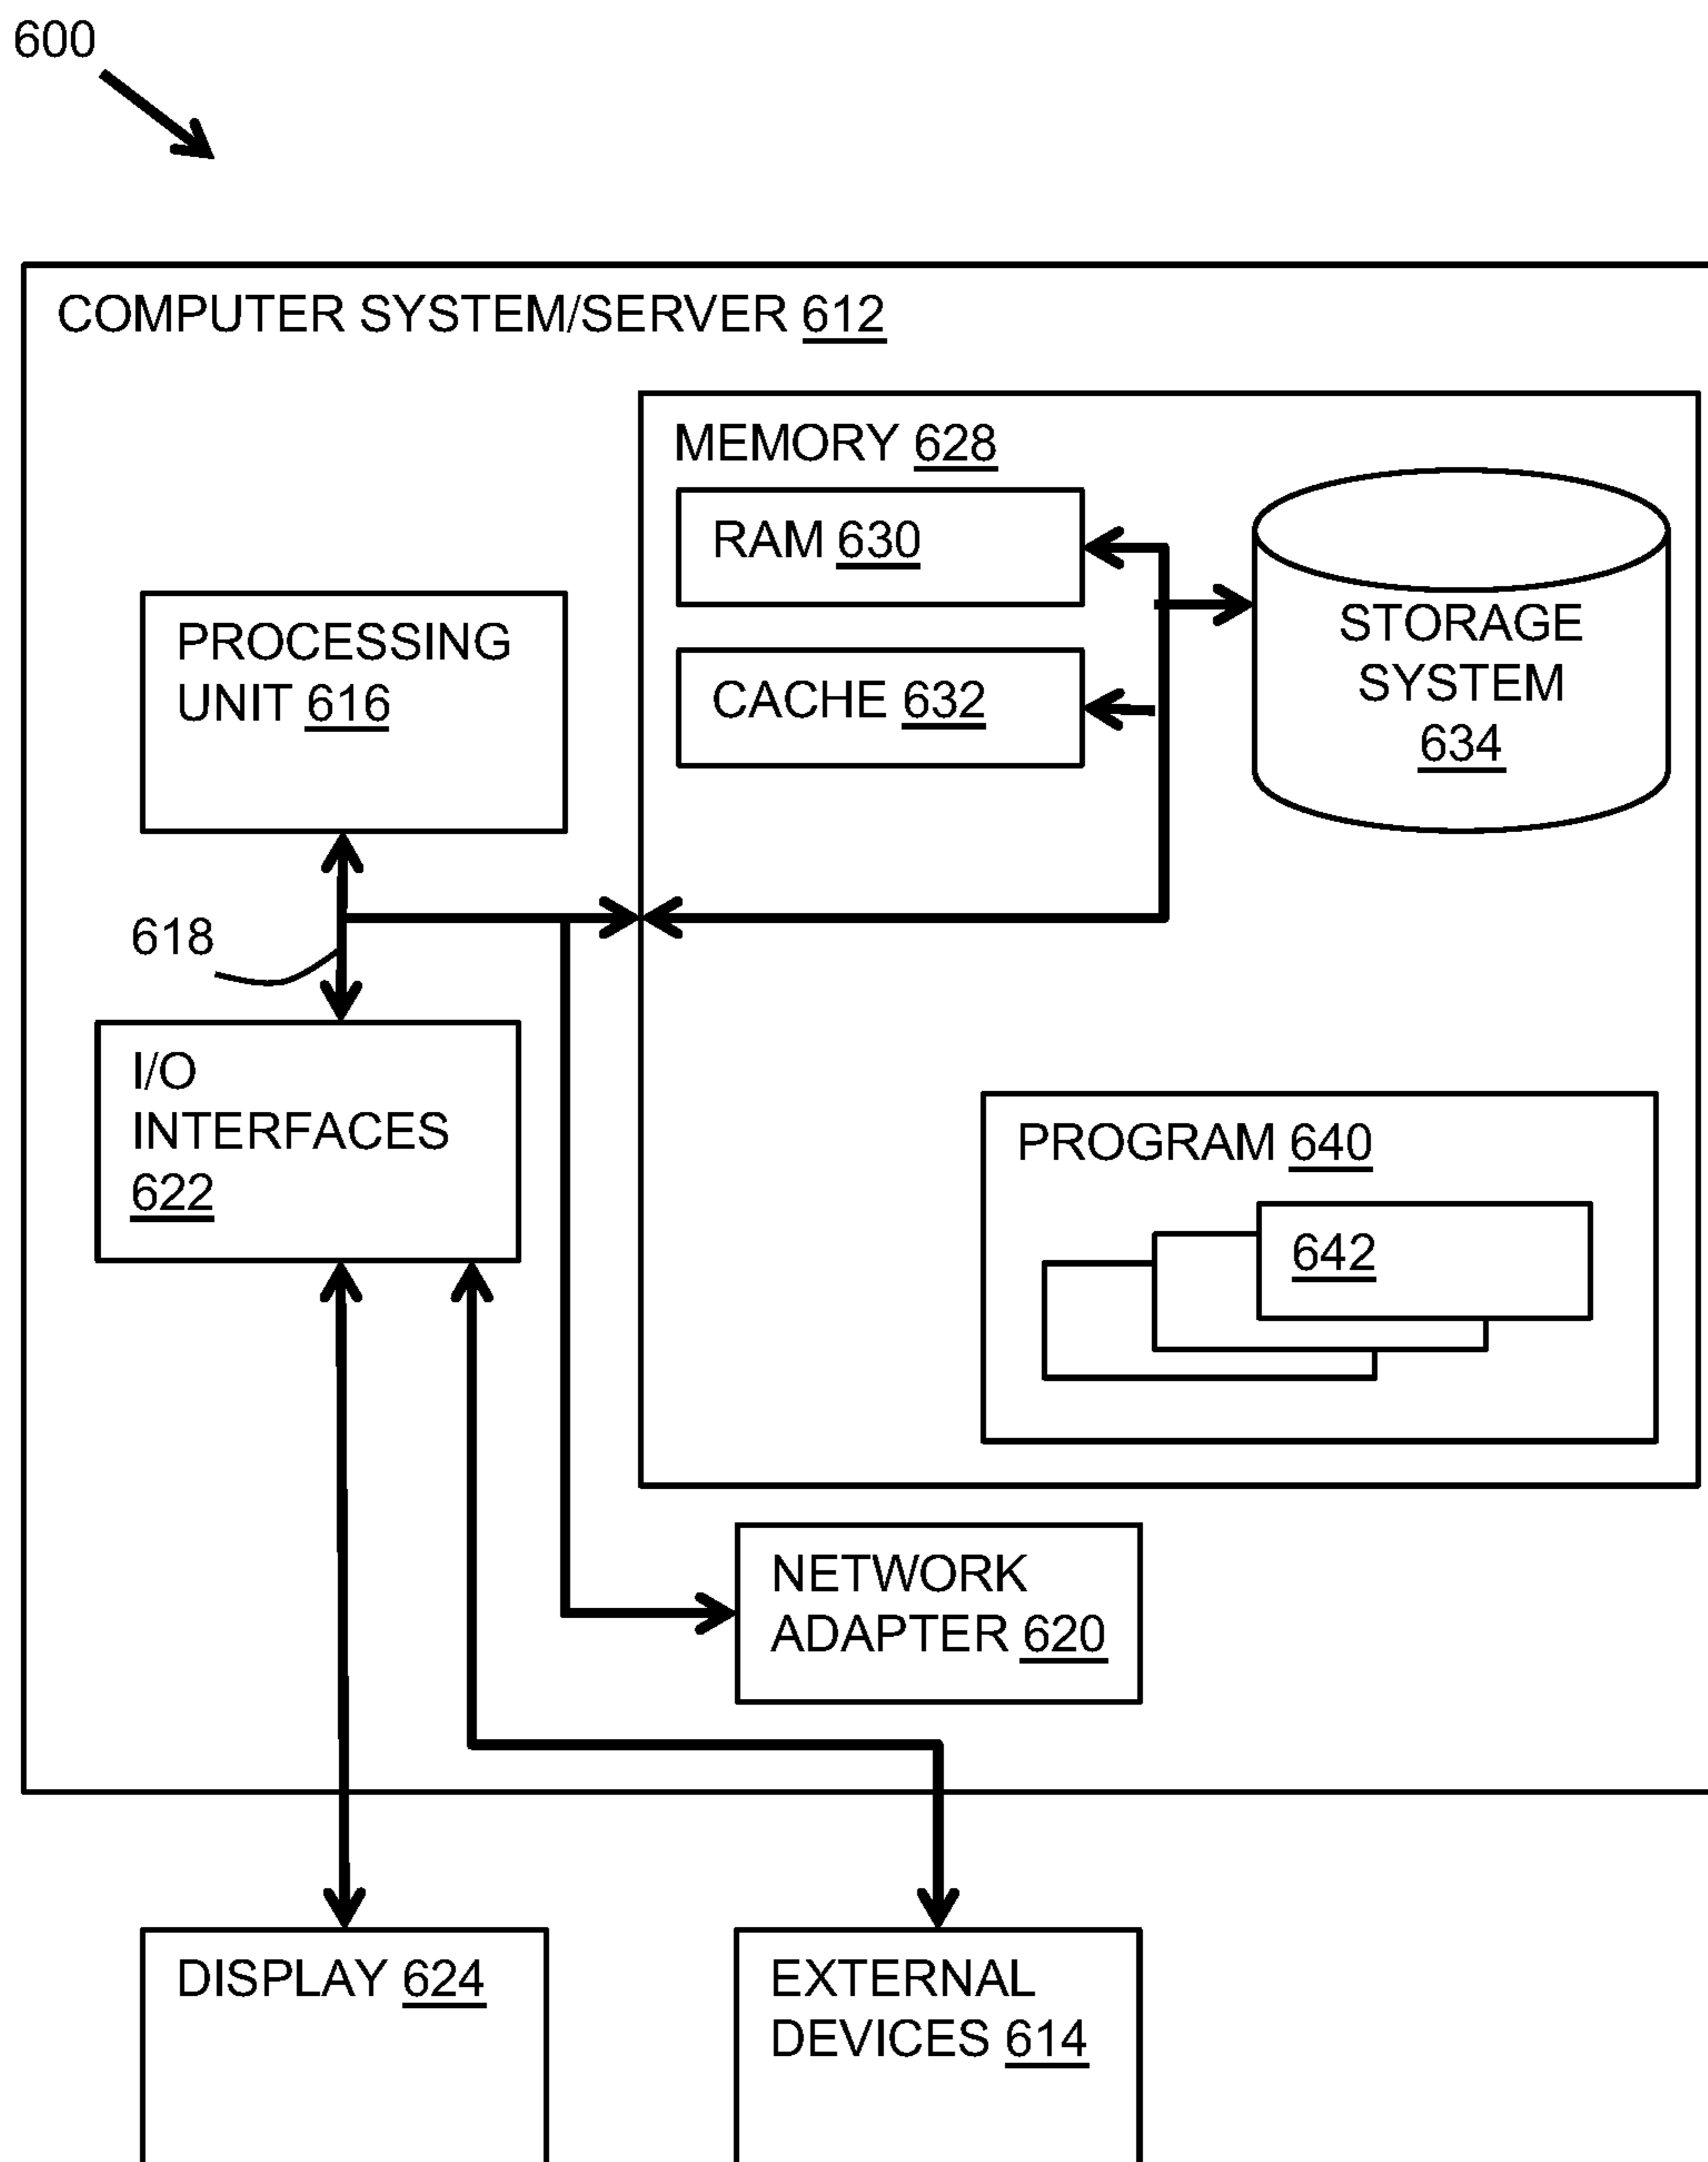 600
COMPUTER SYSTEM/SERVER 612
MEMORY 628
RAM 630
STORAGE
SYSTEM
634
CACHE 632
PROCESSING
UNIT 616
618
I/O
INTERFACES
622
PROGRAM 640
642
NETWORK
ADAPTER 620
DISPLAY 624
EXTERNAL
DEVICES 614